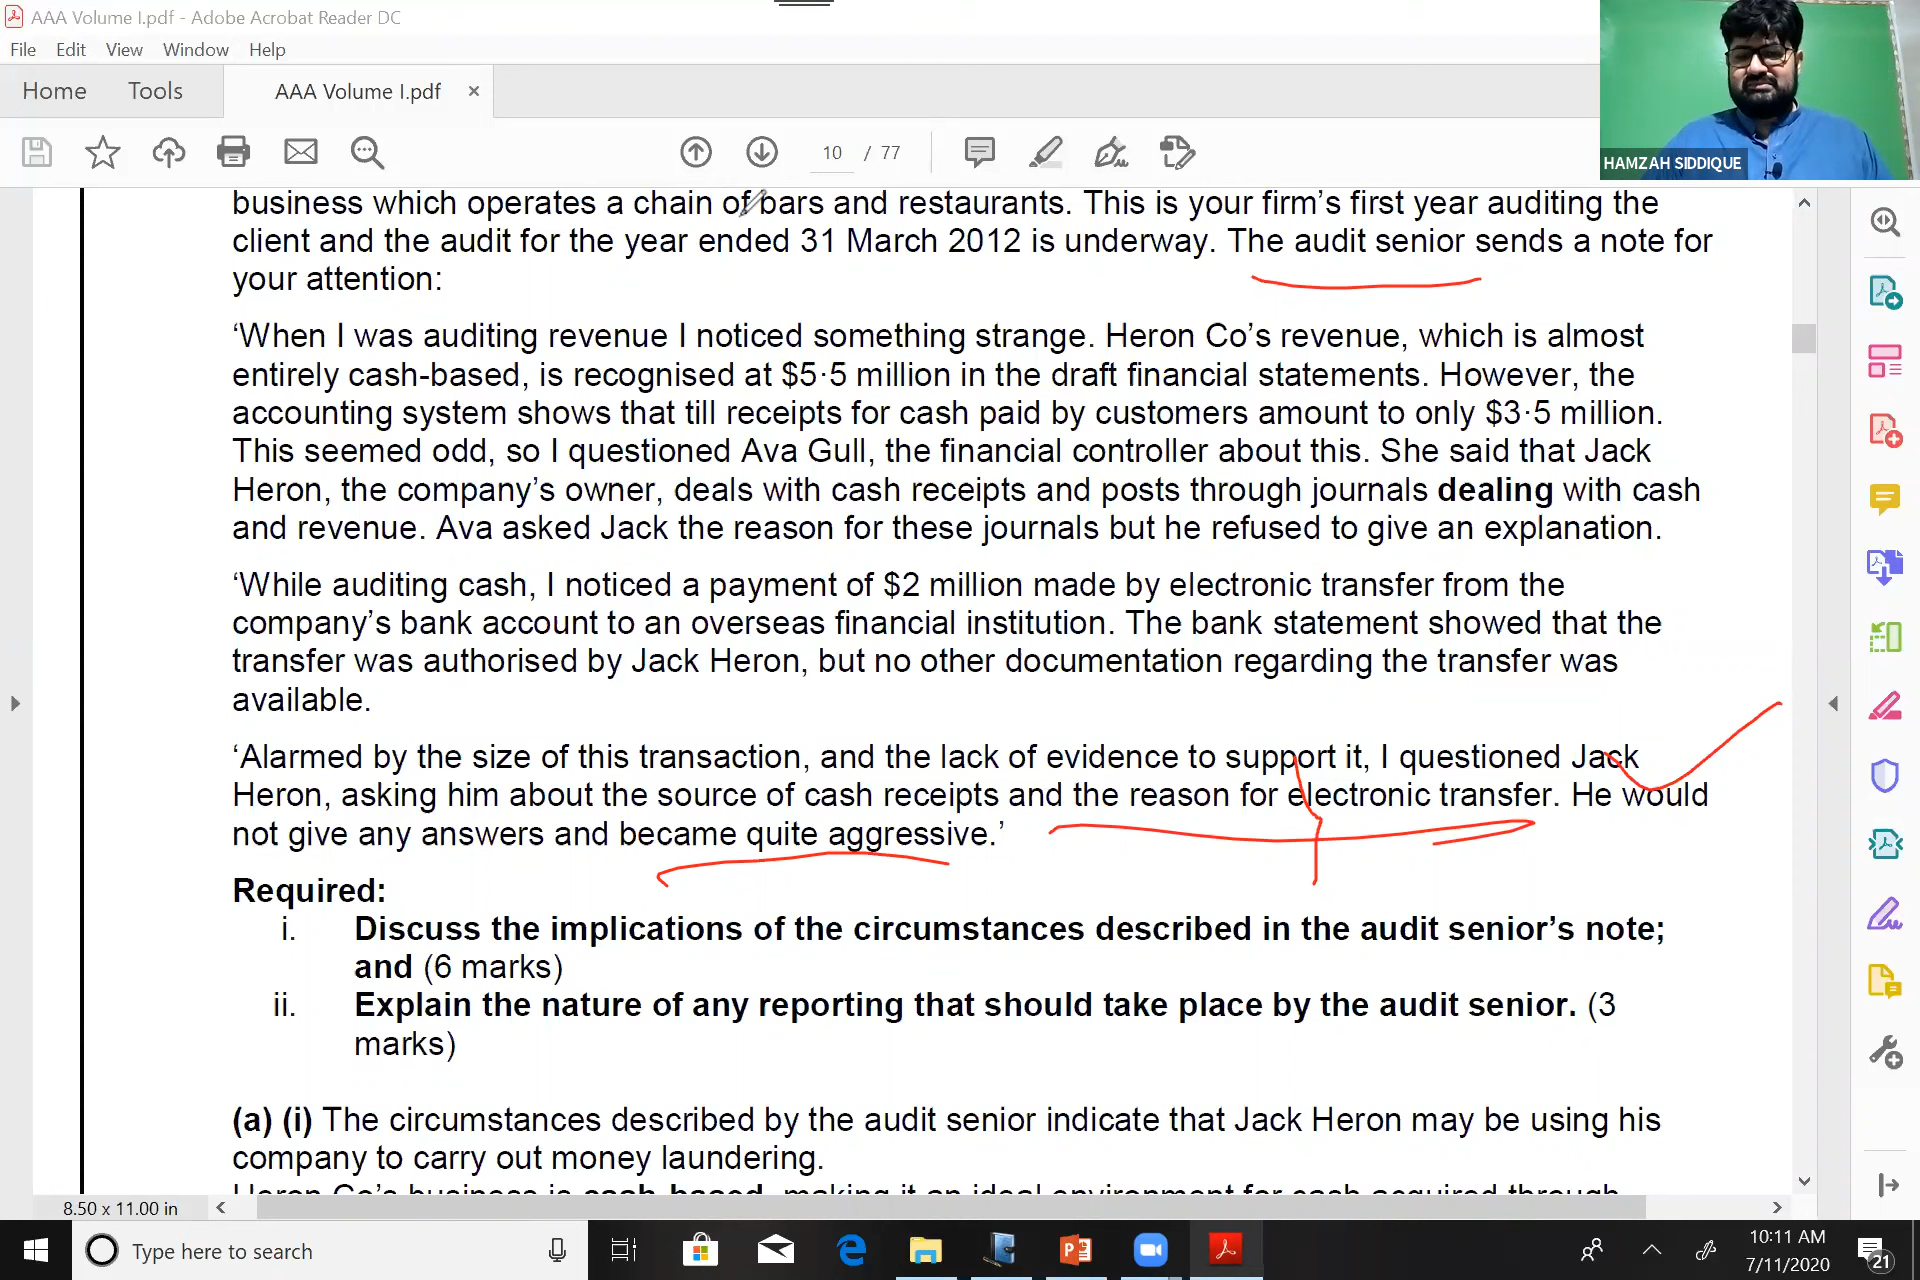 AAA Volume I.pdf - Adobe Acrobat Reader DC
File Edit View Window Help
Home Tools AAA Volume I.pdf ×
10 / 77
HAMZAH SIDDIQUE
business which operates a chain of bars and restaurants. This is your firm's first year auditing the
client and the audit for the year ended 31 March 2012 is underway. The audit senior sends a note for
your attention:
‘When I was auditing revenue I noticed something strange. Heron Co’s revenue, which is almost
entirely cash-based, is recognised at $5·5 million in the draft financial statements. However, the
accounting system shows that till receipts for cash paid by customers amount to only $3·5 million.
This seemed odd, so I questioned Ava Gull, the financial controller about this. She said that Jack
Heron, the company’s owner, deals with cash receipts and posts through journals dealing with cash
and revenue. Ava asked Jack the reason for these journals but he refused to give an explanation.
‘While auditing cash, I noticed a payment of $2 million made by electronic transfer from the
company’s bank account to an overseas financial institution. The bank statement showed that the
transfer was authorised by Jack Heron, but no other documentation regarding the transfer was
available.
‘Alarmed by the size of this transaction, and the lack of evidence to support it, I questioned Jack
Heron, asking him about the source of cash receipts and the reason for electronic transfer. He would
not give any answers and became quite aggressive.’
Required:
i. Discuss the implications of the circumstances described in the audit senior’s note;
and (6 marks)
ii. Explain the nature of any reporting that should take place by the audit senior. (3
marks)
(a) (i) The circumstances described by the audit senior indicate that Jack Heron may be using his
company to carry out money laundering.
Heron Co’s business is cash-based, making it an ideal environment for cash acquired through
8.50 x 11.00 in
Type here to search
10:11 AM
7/11/2020
21